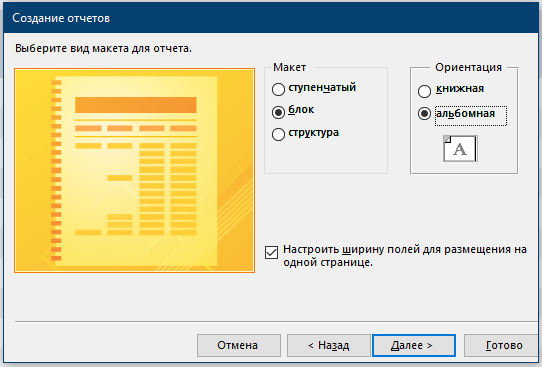 Создание отчетов
Выберите вид макета для отчета.
Макет
ступенчатый
блок
структура
Ориентация
книжная
альбомная
A
Настроить ширину полей для размещения на
одной странице.
Отмена
< Назад
Далее >
Готово